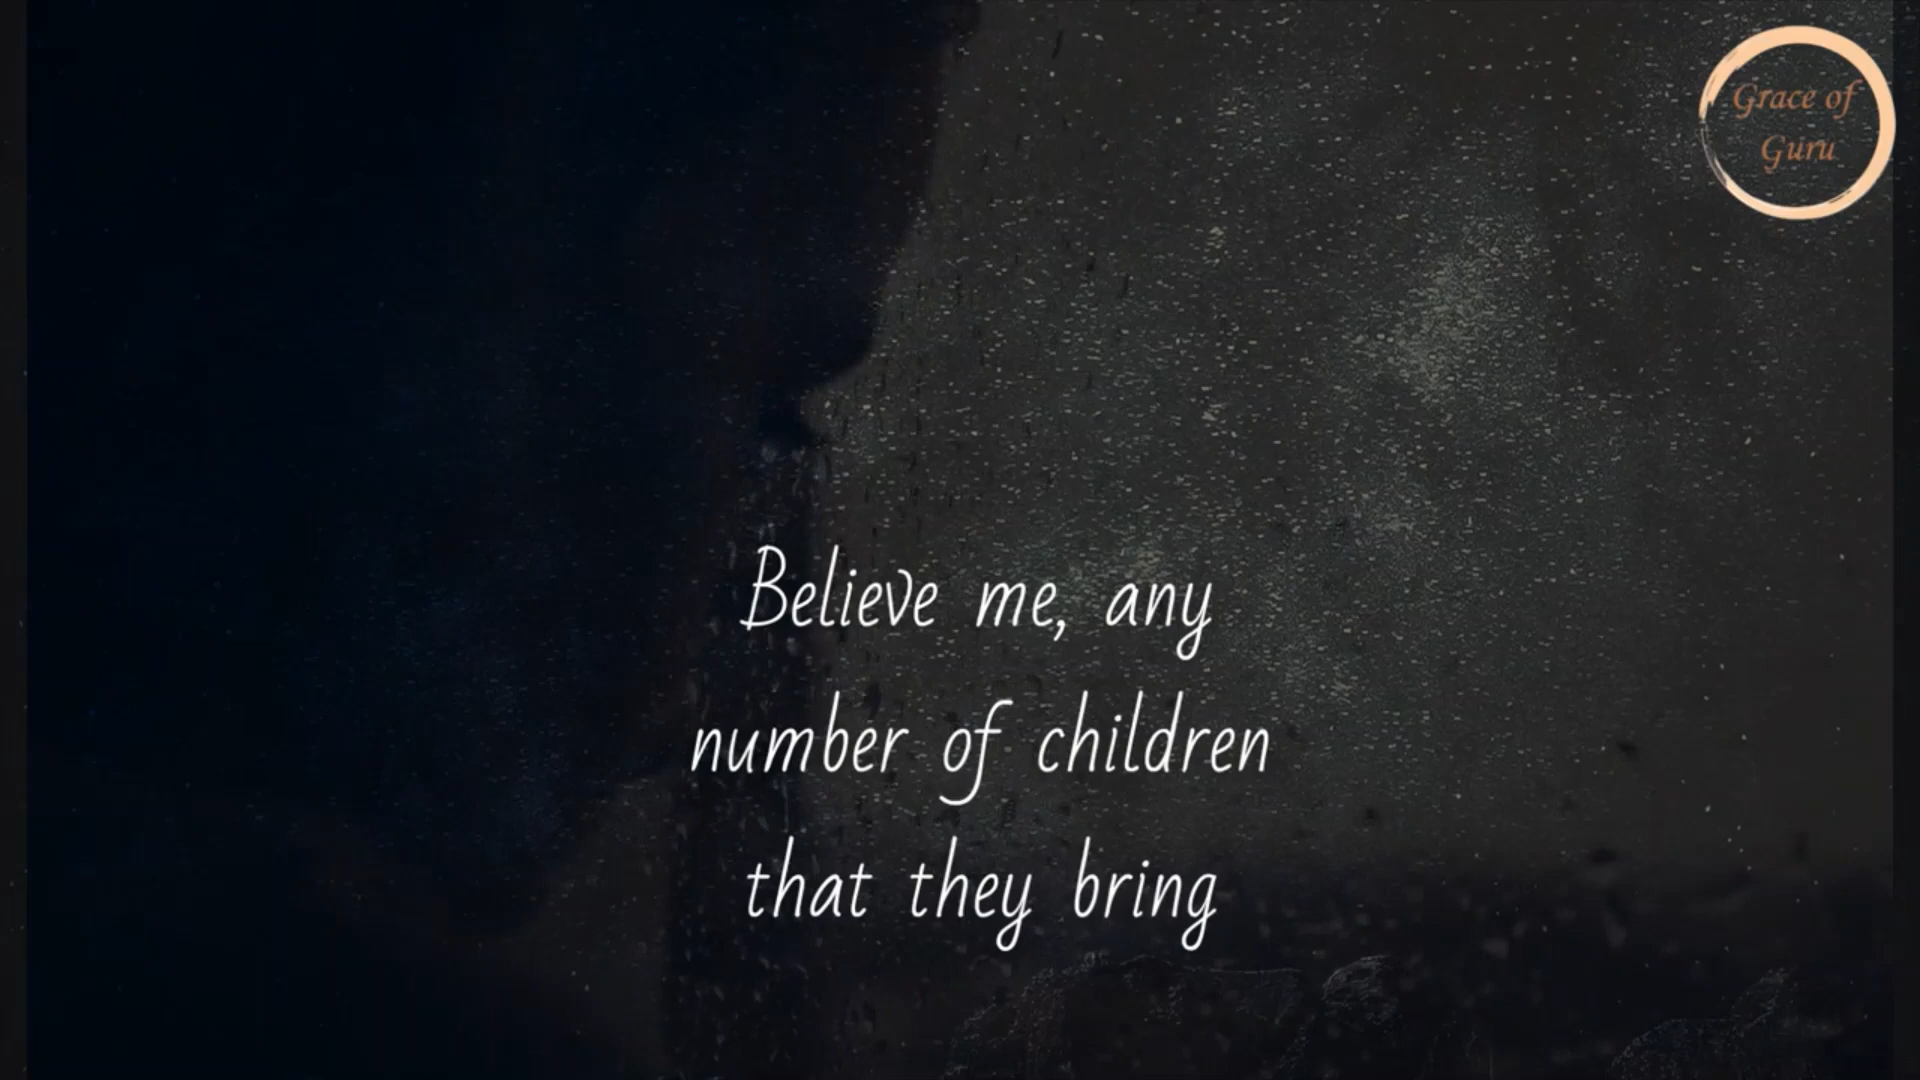 Grace of
Guru
Believe me, any
number of children
that they bring